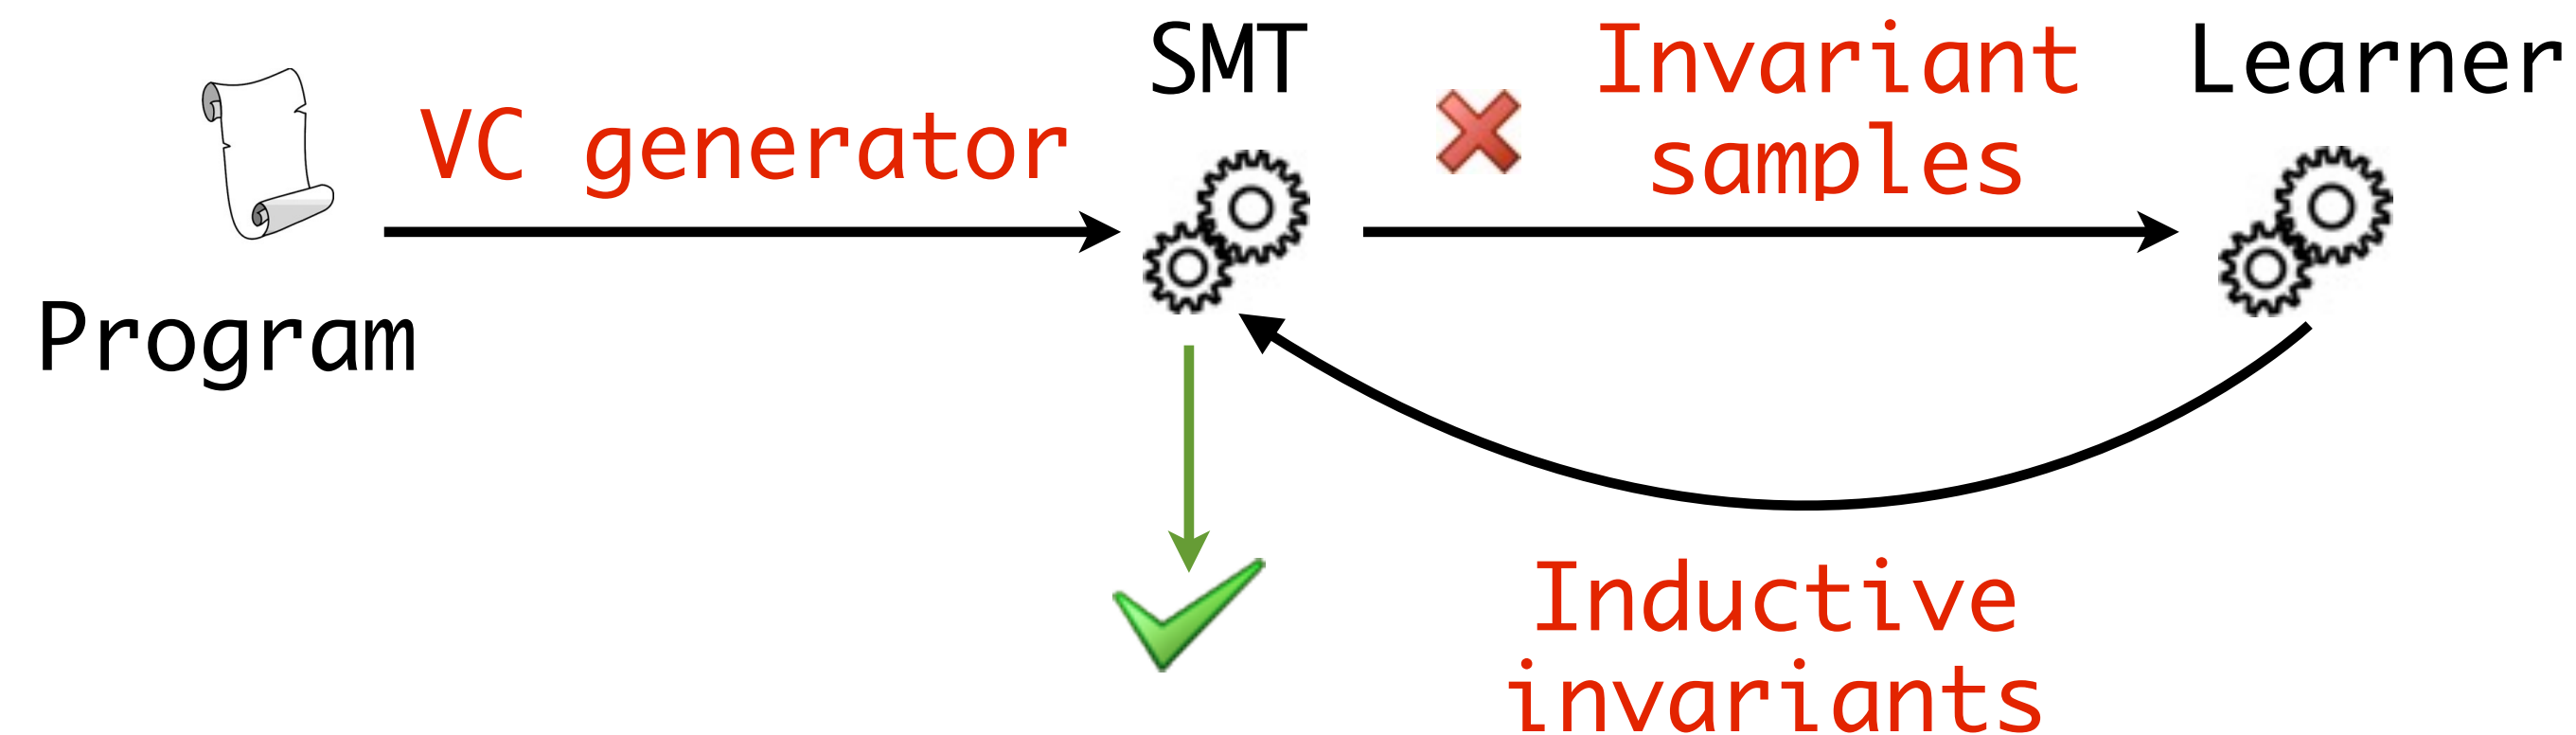 Program
VC generator
SMT
Invariant
samples
Learner
Inductive
invariants